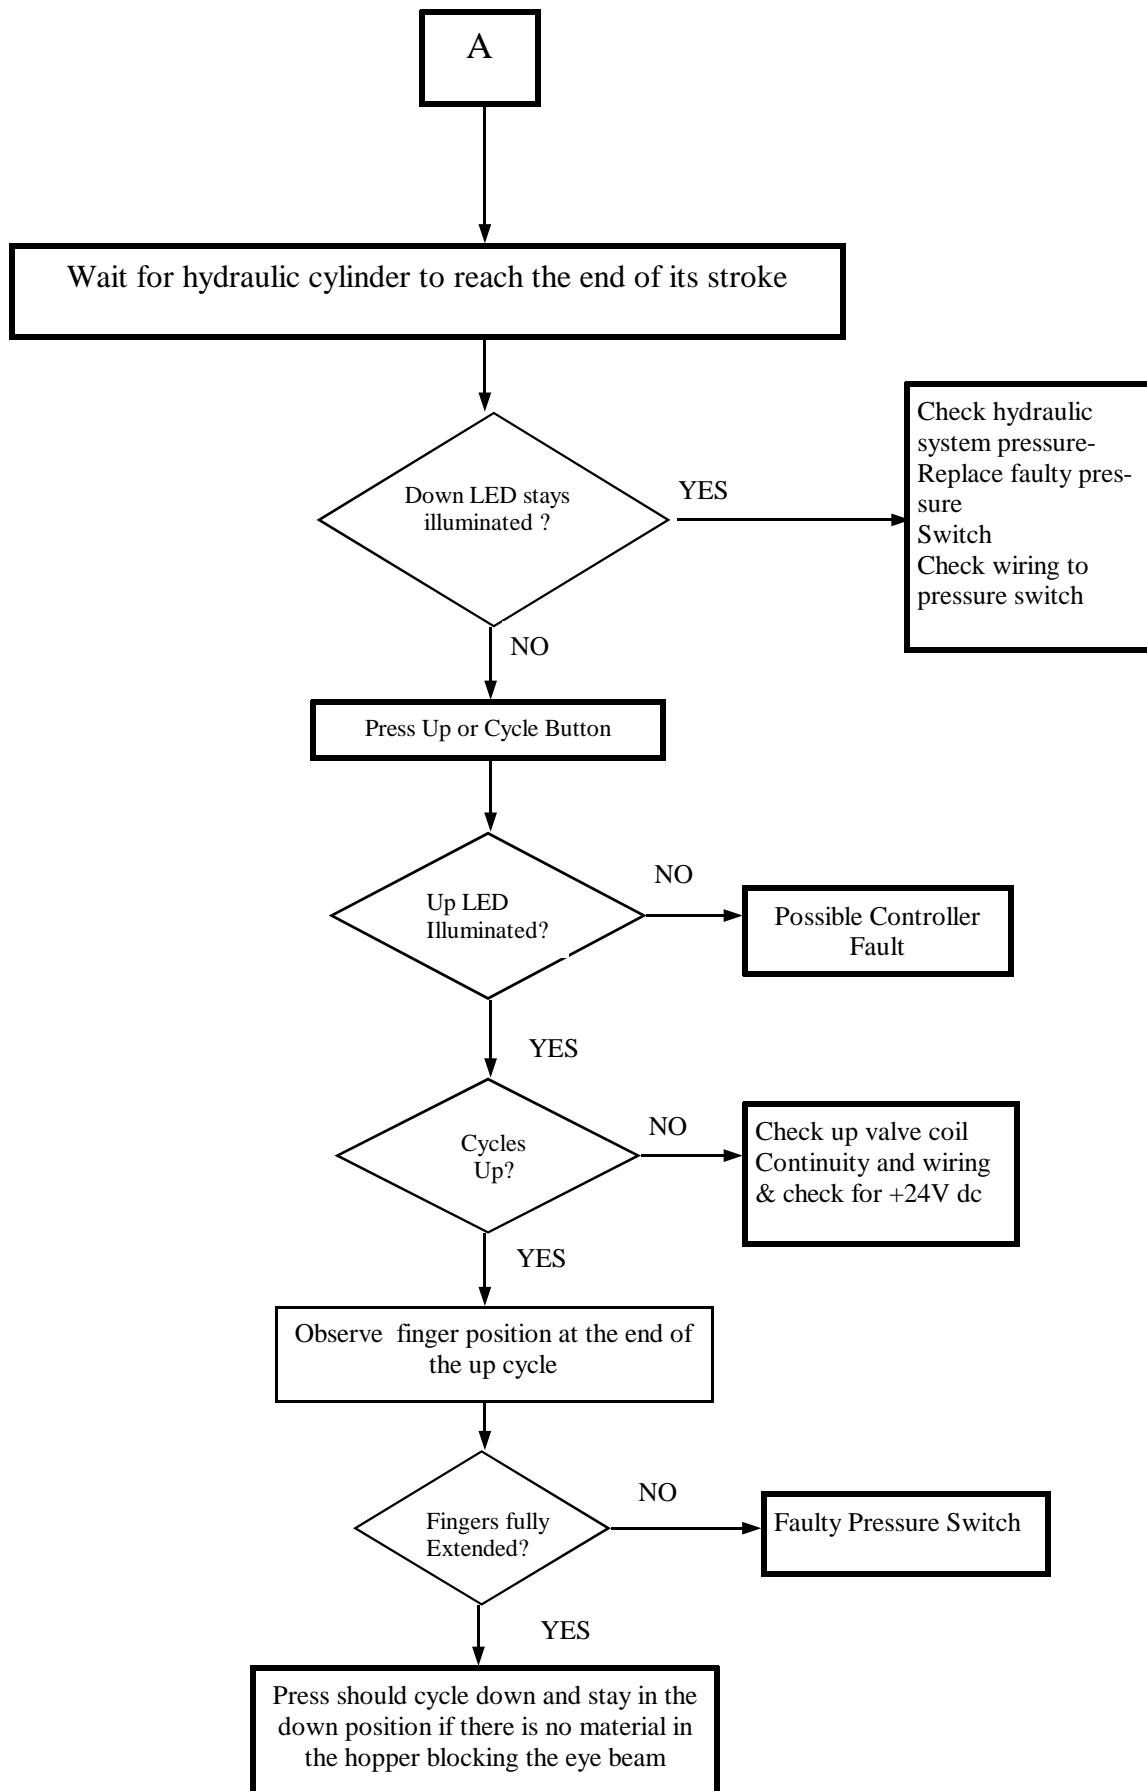 A
Wait for hydraulic cylinder to reach the end of its stroke
Down LED stays
illuminated ?
YES
Check hydraulic
system pressure-
Replace faulty pres-
sure
Switch
Check wiring to
pressure switch
NO
Press Up or Cycle Button
Up LED
Illuminated?
NO
Possible Controller
Fault
YES
Cycles
Up?
NO
Check up valve coil
Continuity and wiring
& check for +24V dc
YES
Observe finger position at the end of
the up cycle
Fingers fully
Extended?
NO
Faulty Pressure Switch
YES
Press should cycle down and stay in the
down position if there is no material in
the hopper blocking the eye beam